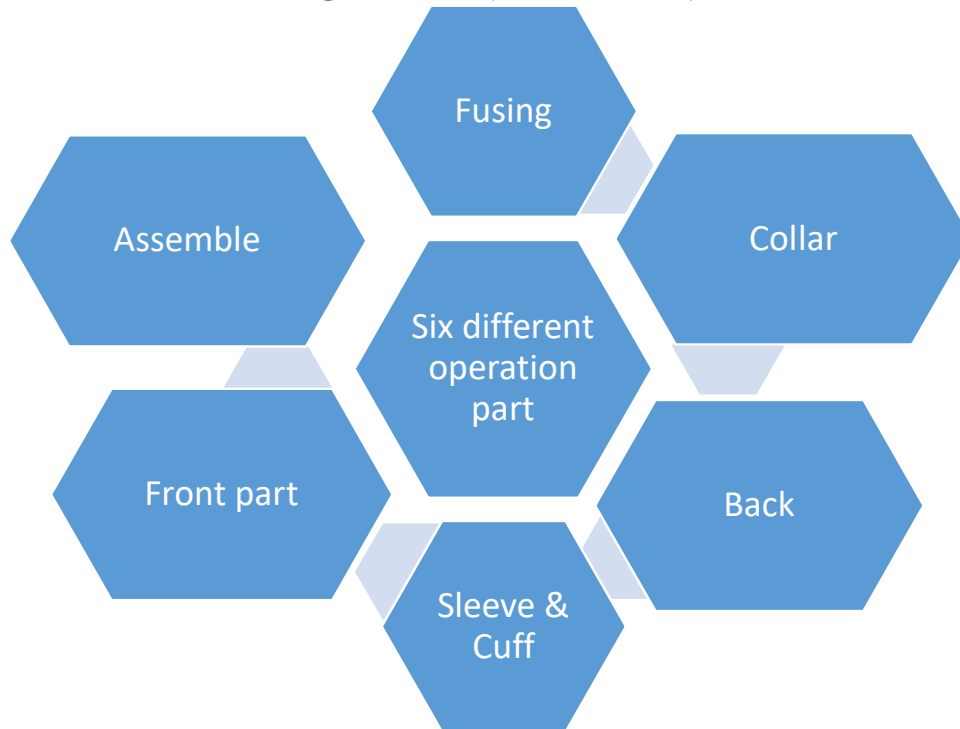 Fusing
Collar
Assemble
Six different
operation
part
Back
Front part
Sleeve &
Cuff